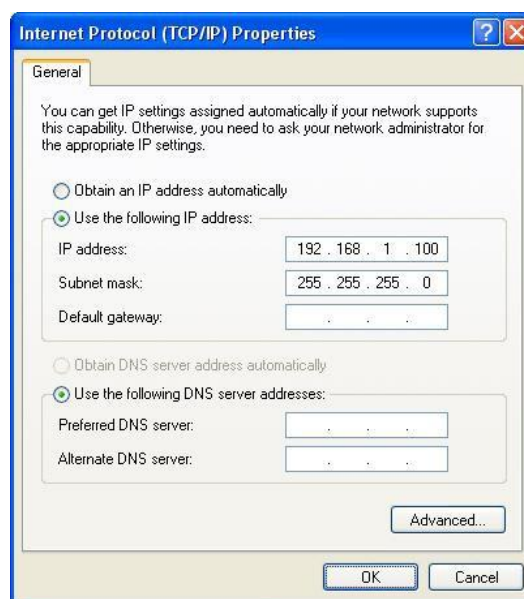 Internet Protocol (TCP/IP) Properties
General
You can get IP settings assigned automatically if your network supports
this capability. Otherwise, you need to ask your network administrator for
the appropriate IP settings.
Obtain an IP address automatically
Use the following IP address:
IP address: 192 . 168 . 1 . 100
Subnet mask: 255 . 255 . 255 . 0
Default gateway: . . .
Obtain DNS server address automatically
Use the following DNS server addresses:
Preferred DNS server: . . .
Alternate DNS server: . . .
Advanced...
OK Cancel